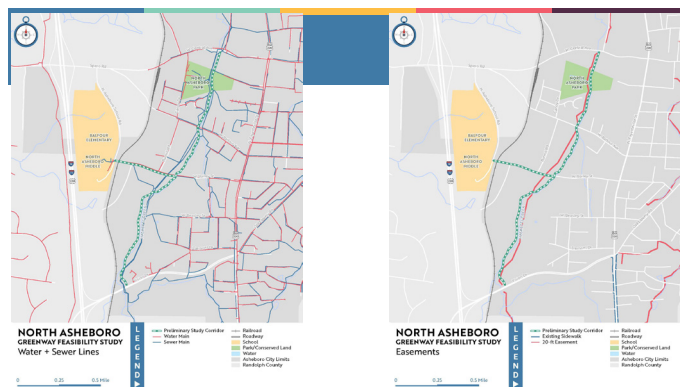 NORTH
ASHEBORO
PARK
BALFOUR
ELEMENTARY
NORTH
ASHEBORO
MIDDLE
NORTH ASHEBORO
GREENWAY FEASIBILITY STUDY
Water + Sewer Lines
0 0.25 0.5 Mile
LEGEND
Preliminary Study Corridor
Water Main
Sewer Main
Railroad
Roadway
School
Park/Conserved Land
Water
Asheboro City Limits
Randolph County
NORTH
ASHEBORO
PARK
BALFOUR
ELEMENTARY
NORTH
ASHEBORO
MIDDLE
NORTH ASHEBORO
GREENWAY FEASIBILITY STUDY
Easements
0 0.25 0.5 Mile
LEGEND
Preliminary Study Corridor
Existing Sidewalk
20-ft Easement
Railroad
Roadway
School
Park/Conserved Land
Water
Asheboro City Limits
Randolph County